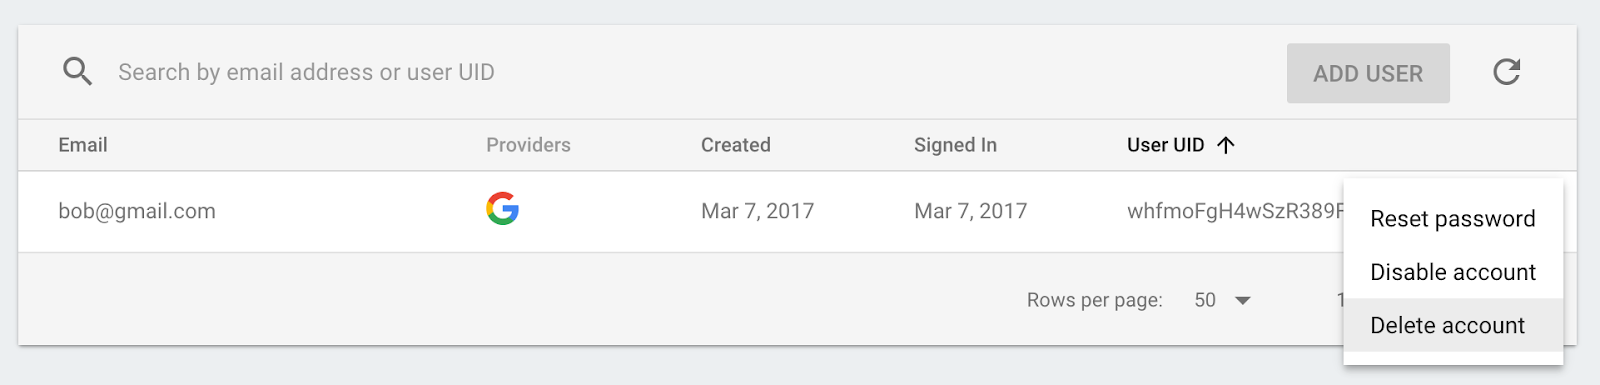 Search by email address or user UID
ADD USER
Email Providers Created Signed In User UID
bob@gmail.com Mar 7, 2017 Mar 7, 2017 whfmoFgH4wSzR389F
Reset password
Disable account
Rows per page: 50 1
Delete account